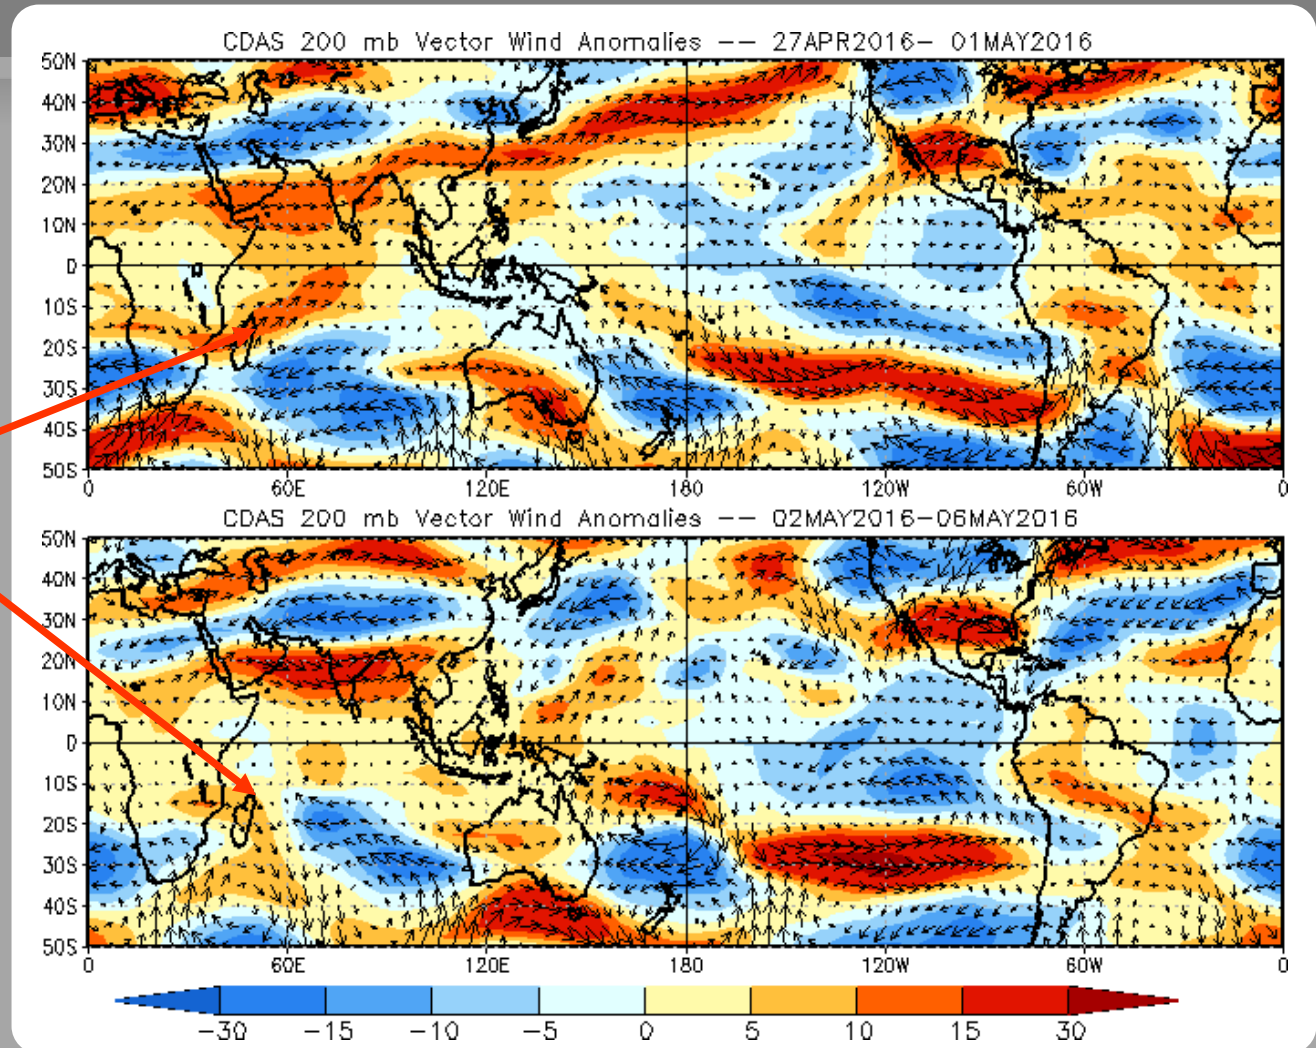 CDAS 200 mb Vector Wind Anomalies -- 27APR2016- 01MAY2016
50N
40N
30N
20N
10N
0
10S
20S
30S
40S
50S
0 60E 120E 180 120W 60W 0
CDAS 200 mb Vector Wind Anomalies -- 02MAY2016-06MAY2016
50N
40N
30N
20N
10N
0
10S
20S
30S
40S
50S
0 60E 120E 180 120W 60W 0
-30 -15 -10 -5 0 5 10 15 30